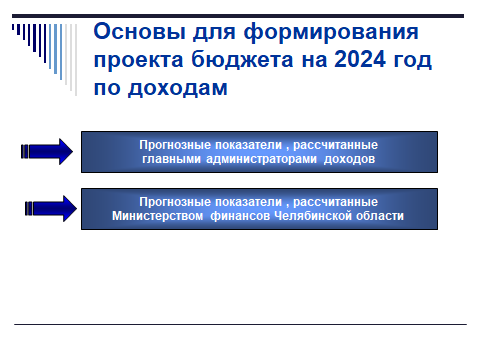 Основы для формирования
проекта бюджета на 2024 год
по доходам
Прогнозные показатели , рассчитанные
главными администраторами доходов
Прогнозные показатели , рассчитанные
Министерством финансов Челябинской области